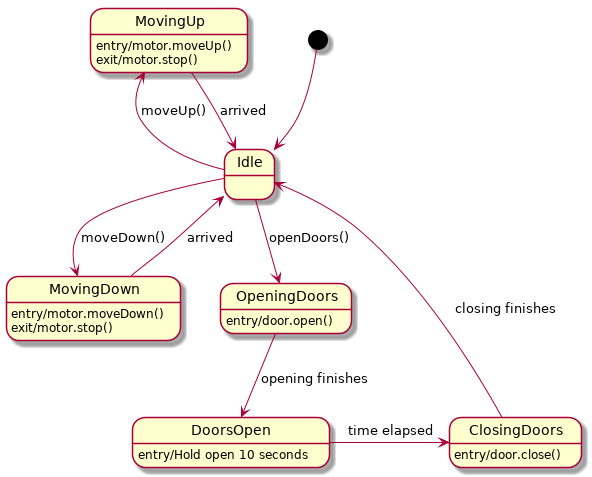 MovingUp
entry/motor.moveUp()
exit/motor.stop()
moveUp()
arrived
Idle
moveDown()
arrived
openDoors()
MovingDown
entry/motor.moveDown()
exit/motor.stop()
OpeningDoors
entry/door.open()
closing finishes
opening finishes
DoorsOpen
entry/Hold open 10 seconds
time elapsed
ClosingDoors
entry/door.close()